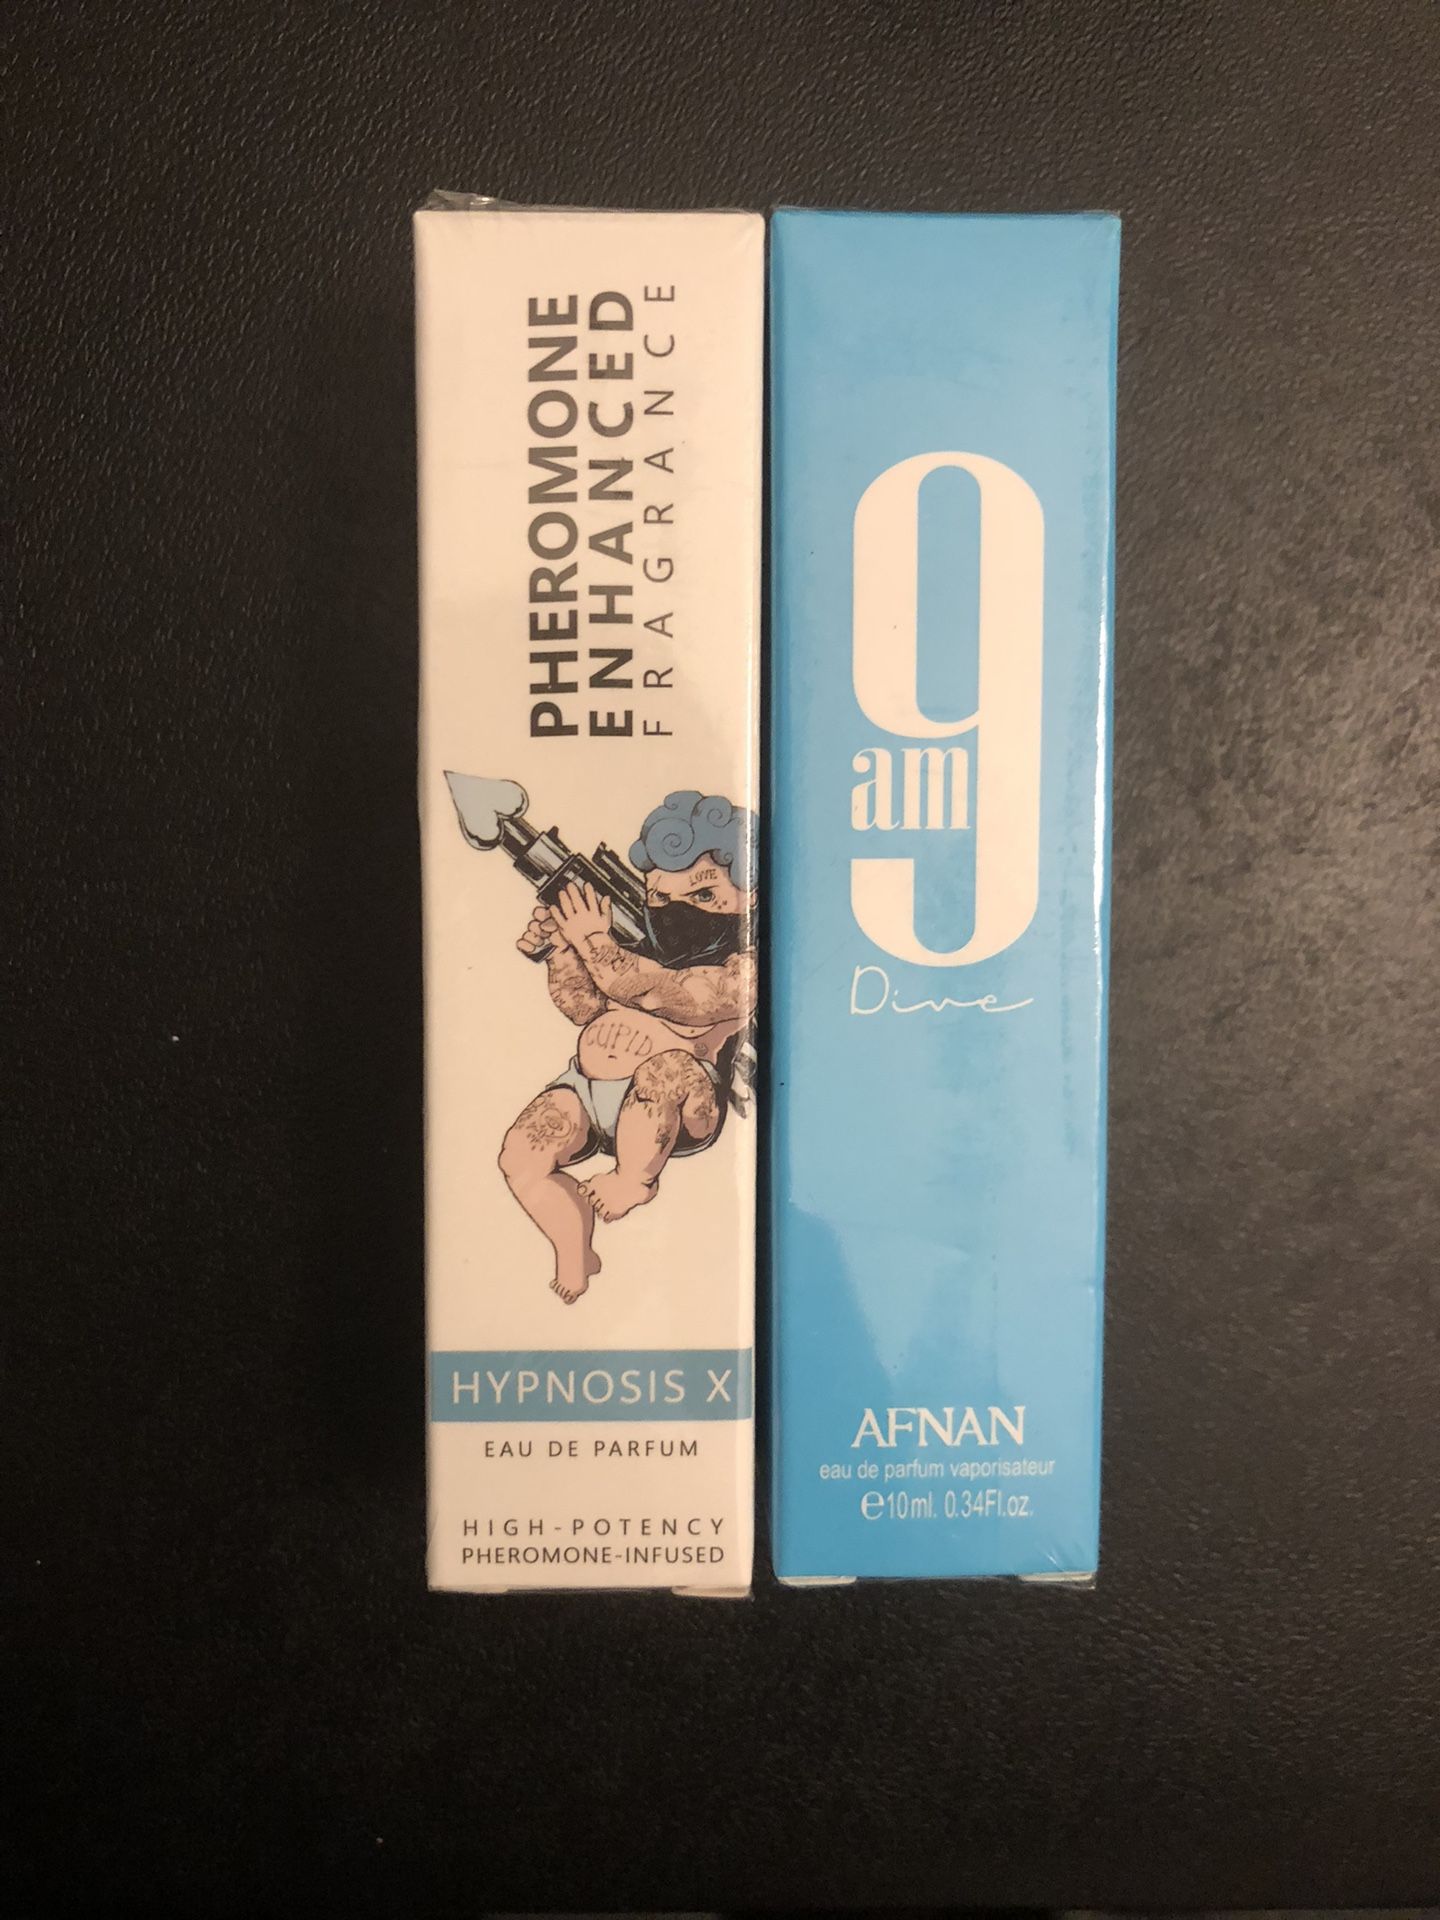 PHEROMONE
ENHANCED
FRAGRANCE
LOVE
CUPID
HYPNOSIS X
EAU DE PARFUM
HIGH-POTENCY
PHEROMONE-INFUSED
9
am
Dive
AFNAN
eau de parfum vaporisateur
℮10ml. 0.34Fl.oz.